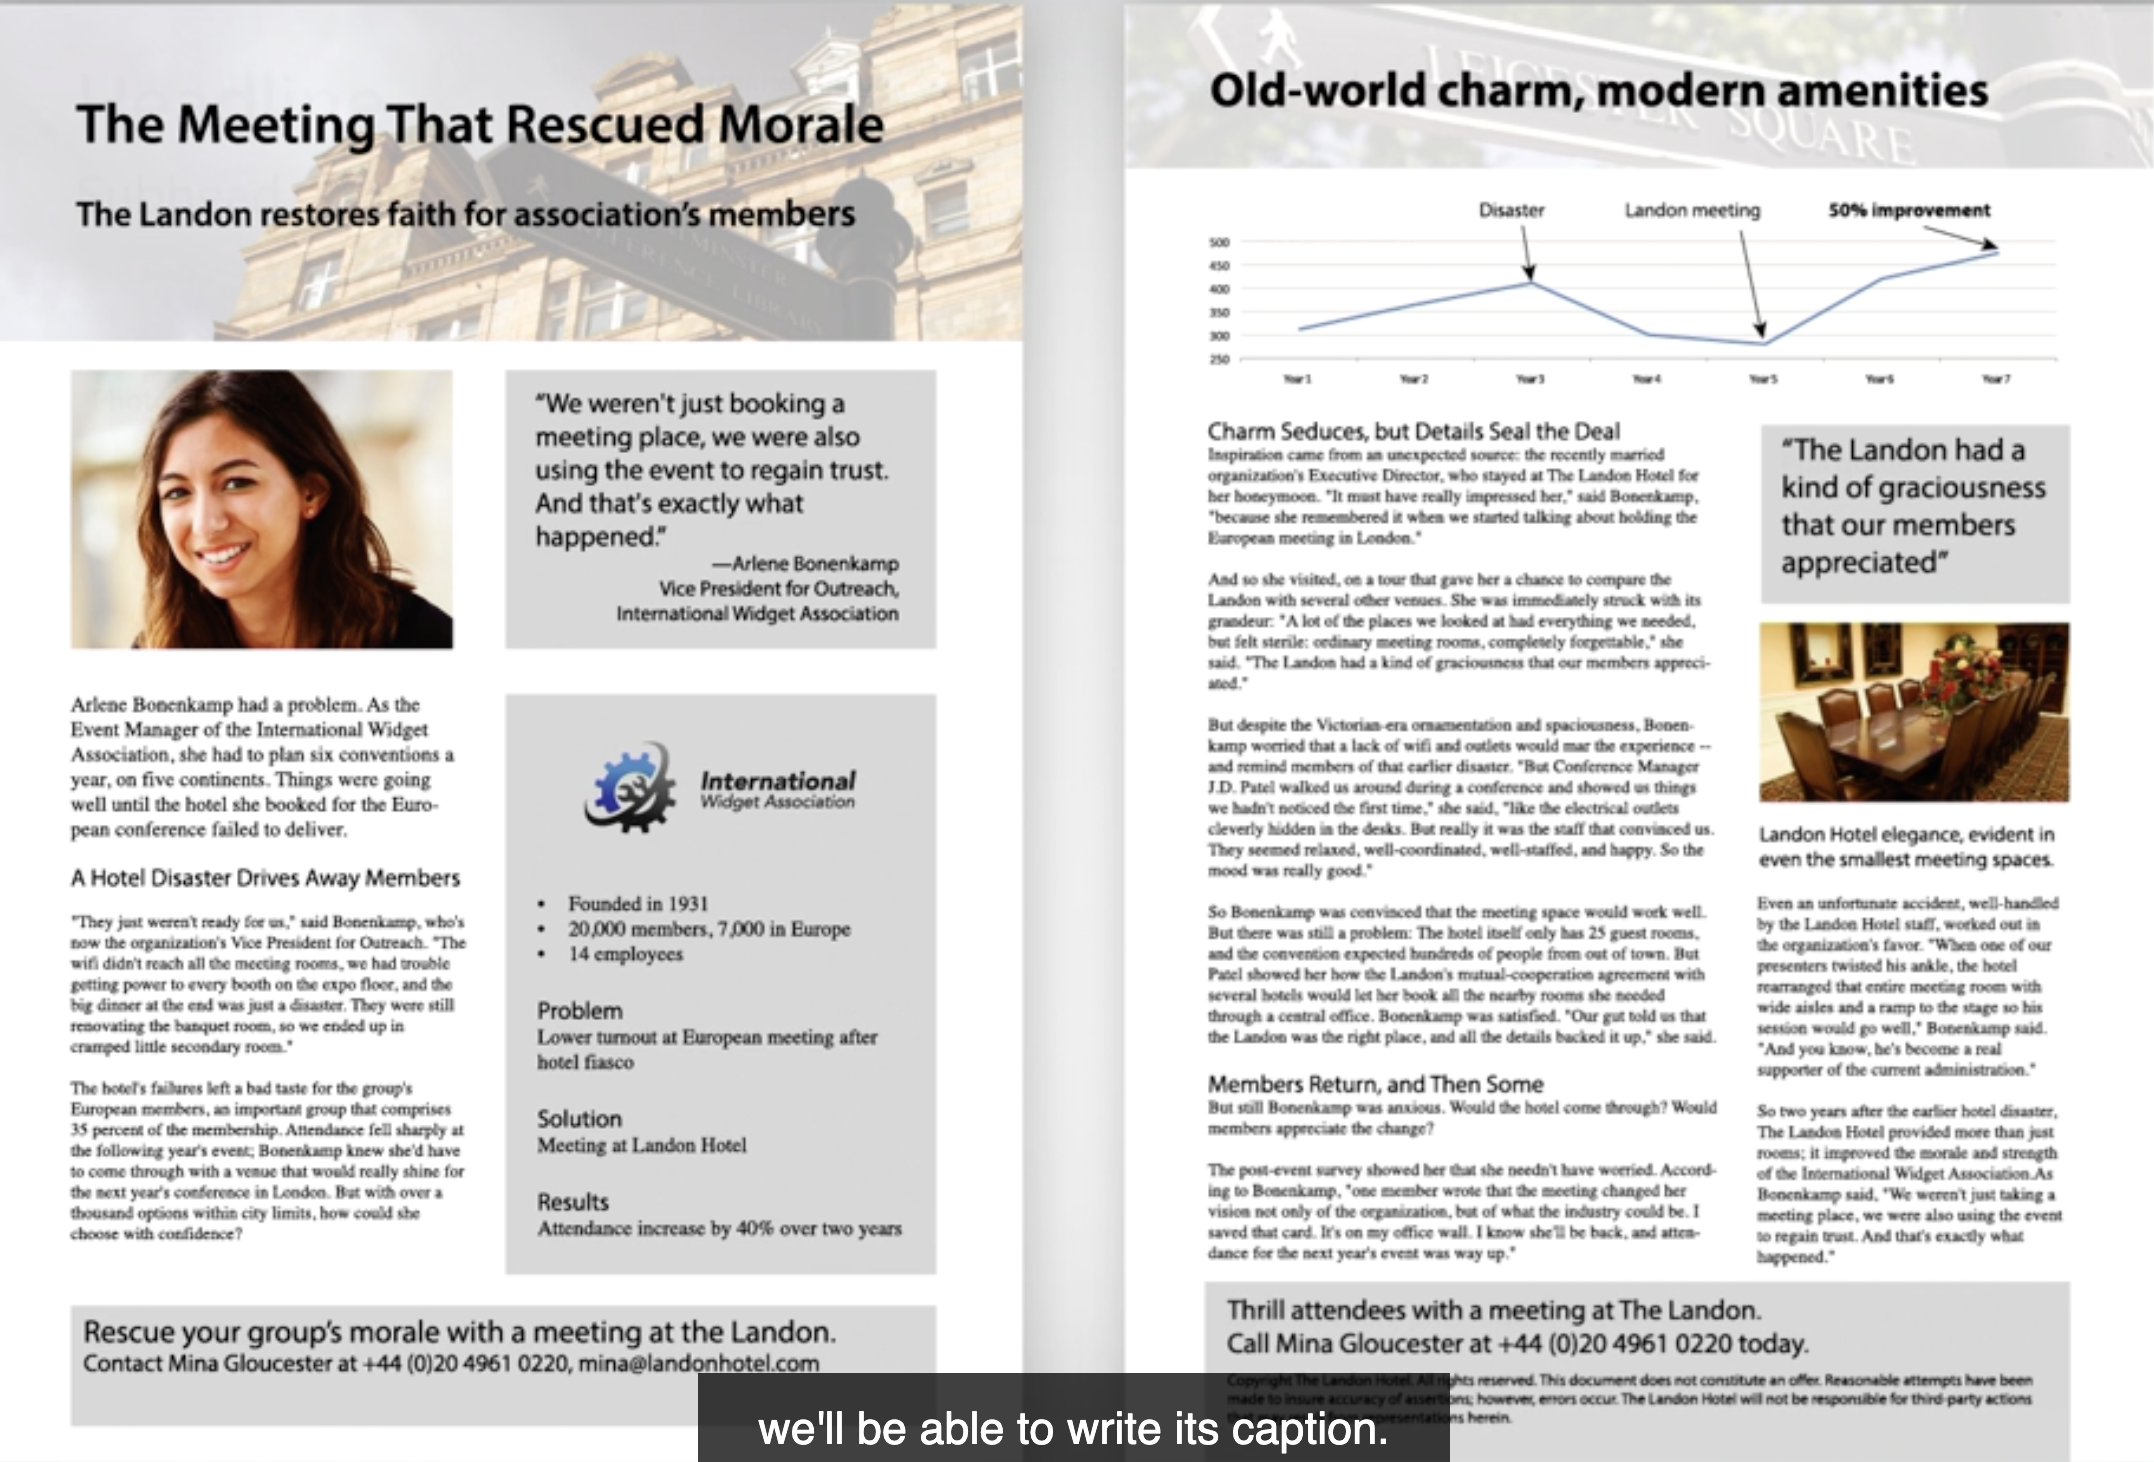 The Meeting That Rescued Morale
The Landon restores faith for association's members
"We weren't just booking a
meeting place, we were also
using the event to regain trust.
And that's exactly what
happened."
—Arlene Bonenkamp
Vice President for Outreach,
International Widget Association
Arlene Bonenkamp had a problem. As the
Event Manager of the International Widget
Association, she had to plan six conventions a
year, on five continents. Things were going
well until the hotel she booked for the Euro-
pean conference failed to deliver.
A Hotel Disaster Drives Away Members
"They just weren't ready for us," said Bonenkamp, who's
now the organization's Vice President for Outreach. "The
wifi didn't reach all the meeting rooms, we had trouble
getting power to every booth on the expo floor, and the
big dinner at the end was just a disaster. They were still
renovating the banquet room, so we ended up in
cramped little secondary room."
The hotel's failures left a bad taste for the group's
European members, an important group that comprises
35 percent of the membership. Attendance fell sharply at
the following year's event; Bonenkamp knew she'd have
to come through with a venue that would really shine for
the next year's conference in London. But with over a
thousand options within city limits, how could she
choose with confidence?
International
Widget Association
• Founded in 1931
• 20,000 members, 7,000 in Europe
• 14 employees
Problem
Lower turnout at European meeting after
hotel fiasco
Solution
Meeting at Landon Hotel
Results
Attendance increase by 40% over two years
Rescue your group's morale with a meeting at the Landon.
Contact Mina Gloucester at +44 (0)20 4961 0220, mina@landonhotel.com
LEICESTER SQUARE
Old-world charm, modern amenities
Disaster
Landon meeting
50% improvement
500
450
400
350
300
250
Year 1
Year 2
Year 3
Year 4
Year 5
Year 6
Year 7
Charm Seduces, but Details Seal the Deal
Inspiration came from an unexpected source: the recently married
organization's Executive Director, who stayed at The Landon Hotel for
her honeymoon. "It must have really impressed her," said Bonenkamp,
"because she remembered it when we started talking about holding the
European meeting in London."
And so she visited, on a tour that gave her a chance to compare the
Landon with several other venues. She was immediately struck with its
grandeur: "A lot of the places we looked at had everything we needed,
but felt sterile: ordinary meeting rooms, completely forgettable," she
said. "The Landon had a kind of graciousness that our members appreci-
ated."
But despite the Victorian-era ornamentation and spaciousness, Bonen-
kamp worried that a lack of wifi and outlets would mar the experience --
and remind members of that earlier disaster. "But Conference Manager
J.D. Patel walked us around during a conference and showed us things
we hadn't noticed the first time," she said, "like the electrical outlets
cleverly hidden in the desks. But really it was the staff that convinced us.
They seemed relaxed, well-coordinated, well-staffed, and happy. So the
mood was really good."
So Bonenkamp was convinced that the meeting space would work well.
But there was still a problem: The hotel itself only has 25 guest rooms,
and the convention expected hundreds of people from out of town. But
Patel showed her how the Landon's mutual-cooperation agreement with
several hotels would let her book all the nearby rooms she needed
through a central office. Bonenkamp was satisfied. "Our gut told us that
the Landon was the right place, and all the details backed it up," she said.
Members Return, and Then Some
But still Bonenkamp was anxious. Would the hotel come through? Would
members appreciate the change?
The post-event survey showed her that she needn't have worried. Accord-
ing to Bonenkamp, "one member wrote that the meeting changed her
vision not only of the organization, but of what the industry could be. I
saved that card. It's on my office wall. I know she'll be back, and atten-
dance for the next year's event was way up."
"The Landon had a
kind of graciousness
that our members
appreciated"
Landon Hotel elegance, evident in
even the smallest meeting spaces.
Even an unfortunate accident, well-handled
by the Landon Hotel staff, worked out in
the organization's favor. "When one of our
presenters twisted his ankle, the hotel
rearranged that entire meeting room with
wide aisles and a ramp to the stage so his
session would go well," Bonenkamp said.
"And you know, he's become a real
supporter of the current administration."
So two years after the earlier hotel disaster,
The Landon Hotel provided more than just
rooms; it improved the morale and strength
of the International Widget Association.As
Bonenkamp said, "We weren't just taking a
meeting place, we were also using the event
to regain trust. And that's exactly what
happened."
Thrill attendees with a meeting at The Landon.
Call Mina Gloucester at +44 (0)20 4961 0220 today.
Copyright The Landon Hotel. All rights reserved. This document does not constitute an offer. Reasonable attempts have been
made to insure accuracy of assertions; however, errors occur. The Landon Hotel will not be responsible for third-party actions
representations herein.
we'll be able to write its caption.